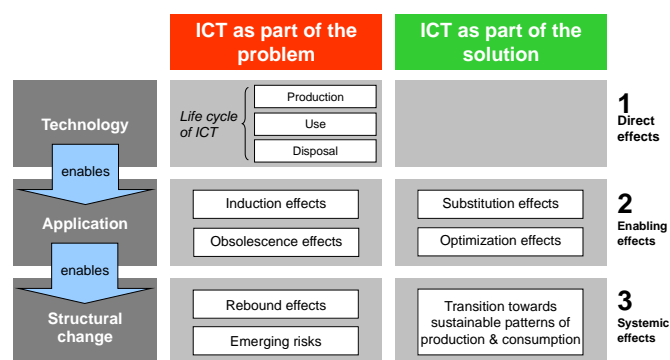 ICT as part of the
problem
ICT as part of the
solution
Technology
Life cycle
of ICT
Production
Use
Disposal
1
Direct
effects
enables
Application
Induction effects
Obsolescence effects
Substitution effects
Optimization effects
2
Enabling
effects
enables
Structural
change
Rebound effects
Emerging risks
Transition towards
sustainable patterns of
production & consumption
3
Systemic
effects